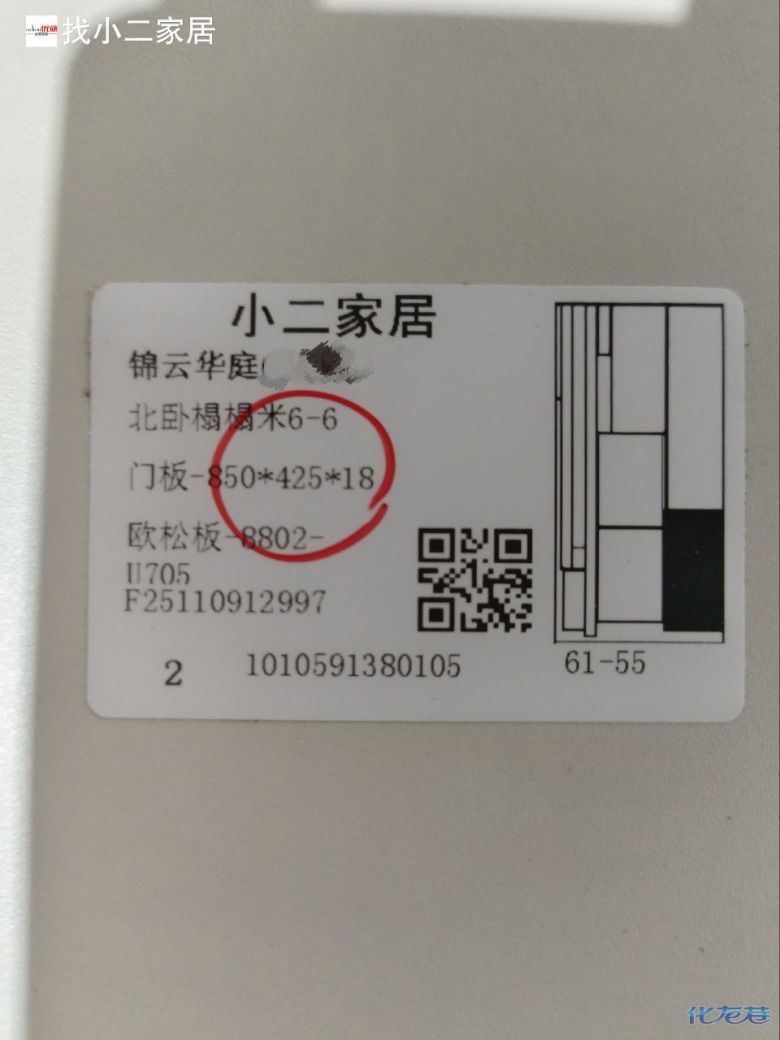 找小二家居
小二家居
锦云华庭
北卧榻榻米6-6
门板-850*425*18
欧松板-8802-
U705
F25110912997
2 1010591380105 61-55
化龙巷